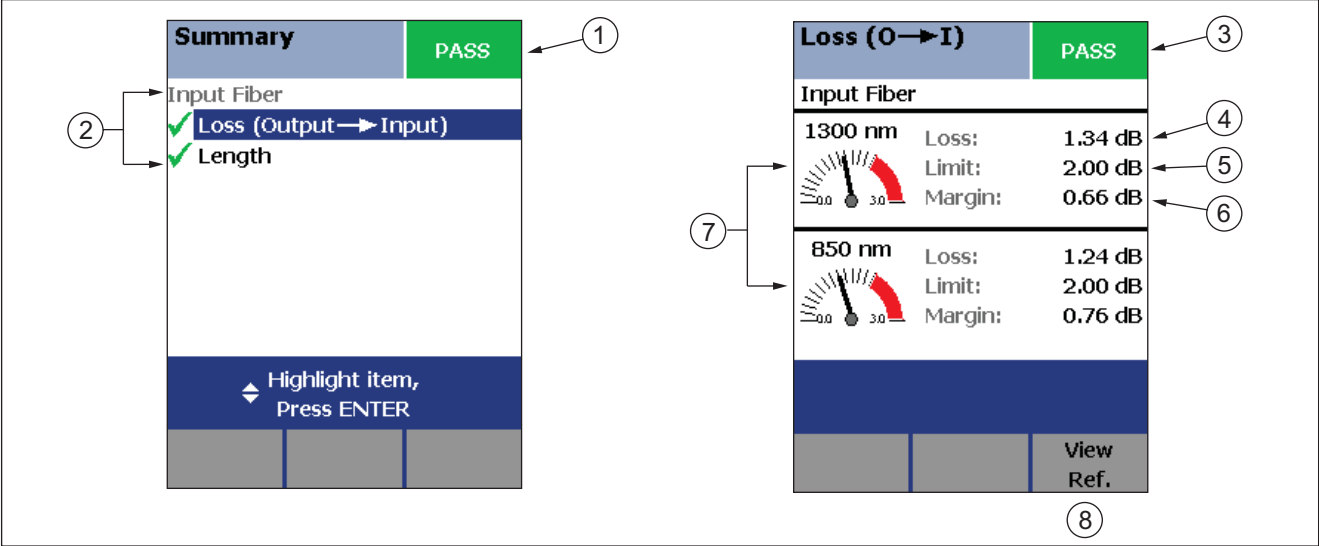 Summary
PASS
1
Input Fiber
2
Loss (Output→Input)
Length
Highlight item,
Press ENTER
Loss (O→I)
PASS
3
Input Fiber
1300 nm
0.0 3.0
Loss: 1.34 dB
4
Limit: 2.00 dB
5
Margin: 0.66 dB
6
7
850 nm
0.0 3.0
Loss: 1.24 dB
Limit: 2.00 dB
Margin: 0.76 dB
View
Ref.
8